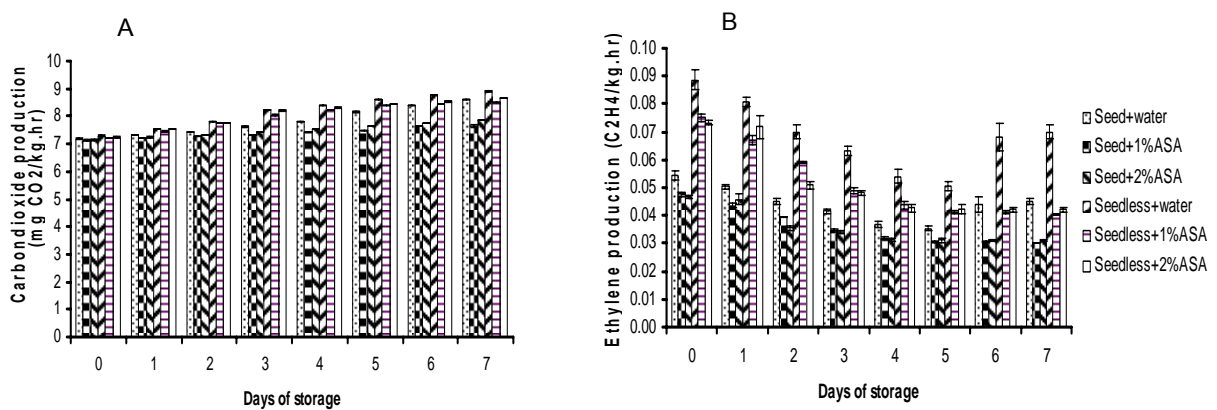 A
Carbondioxide production
(mg CO2/kg.hr)
10
9
8
7
6
5
4
3
2
1
0
0 1 2 3 4 5 6 7
Days of storage
B
Ethylene production (C2H4/kg.hr)
0.10
0.09
0.08
0.07
0.06
0.05
0.04
0.03
0.02
0.01
0.00
0 1 2 3 4 5 6 7
Days of storage
Seed+water
Seed+1%ASA
Seed+2%ASA
Seedless+water
Seedless+1%ASA
Seedless+2%ASA